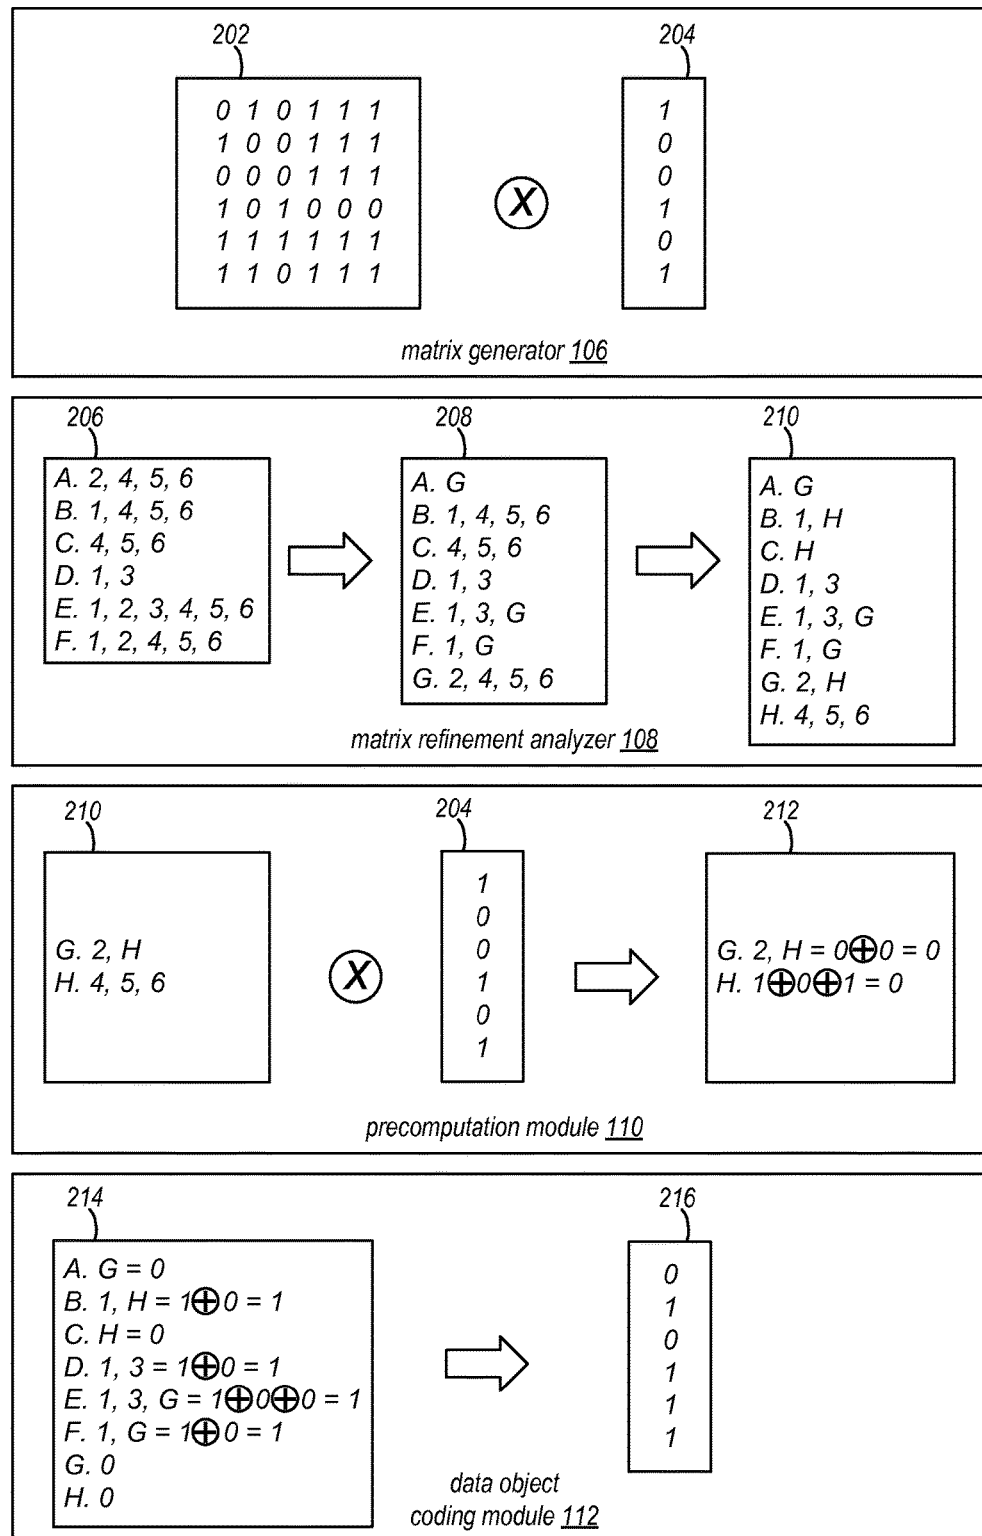 202 204
0 1 0 1 1 1
1 0 0 1 1 1
0 0 0 1 1 1
1 0 1 0 0 0
1 1 1 1 1 1
1 1 0 1 1 1
X
1
0
0
1
0
1
matrix generator 106
206 208 210
A. 2, 4, 5, 6
B. 1, 4, 5, 6
C. 4, 5, 6
D. 1, 3
E. 1, 2, 3, 4, 5, 6
F. 1, 2, 4, 5, 6
A. G
B. 1, 4, 5, 6
C. 4, 5, 6
D. 1, 3
E. 1, 3, G
F. 1, G
G. 2, 4, 5, 6
A. G
B. 1, H
C. H
D. 1, 3
E. 1, 3, G
F. 1, G
G. 2, H
H. 4, 5, 6
matrix refinement analyzer 108
210 204 212
G. 2, H
H. 4, 5, 6
X
1
0
0
1
0
1
G. 2, H = 0⊕0 = 0
H. 1⊕0⊕1 = 0
precomputation module 110
214 216
A. G = 0
B. 1, H = 1⊕0 = 1
C. H = 0
D. 1, 3 = 1⊕0 = 1
E. 1, 3, G = 1⊕0⊕0 = 1
F. 1, G = 1⊕0 = 1
G. 0
H. 0
0
1
0
1
1
1
data object
coding module 112